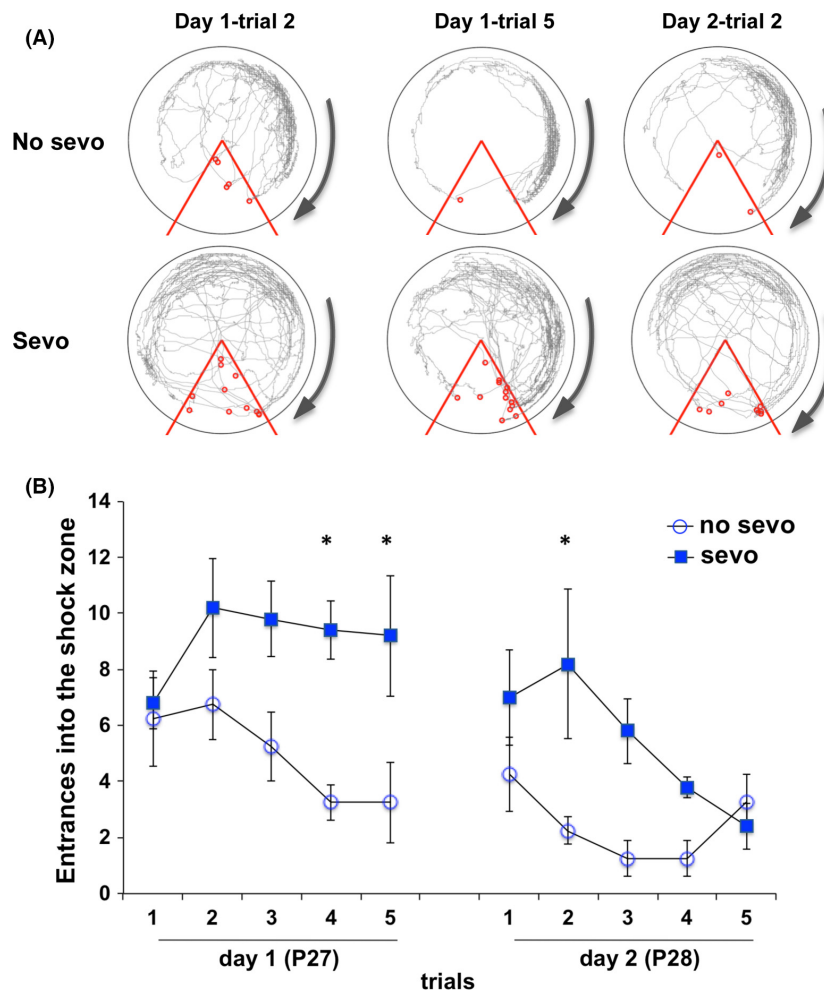 (A)
Day 1-trial 2 Day 1-trial 5 Day 2-trial 2
No sevo
Sevo
(B)
Entrances into the shock zone
14
12
10
8
6
4
2
0
* * *
no sevo
sevo
1 2 3 4 5 1 2 3 4 5
day 1 (P27) day 2 (P28)
trials